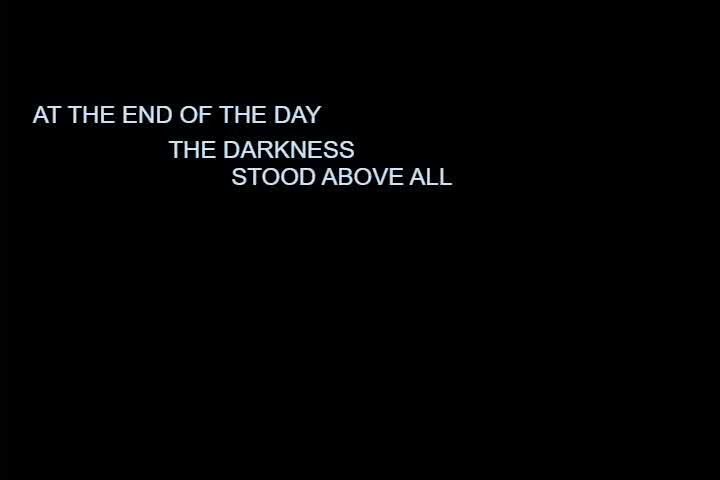 AT THE END OF THE DAY
THE DARKNESS
STOOD ABOVE ALL